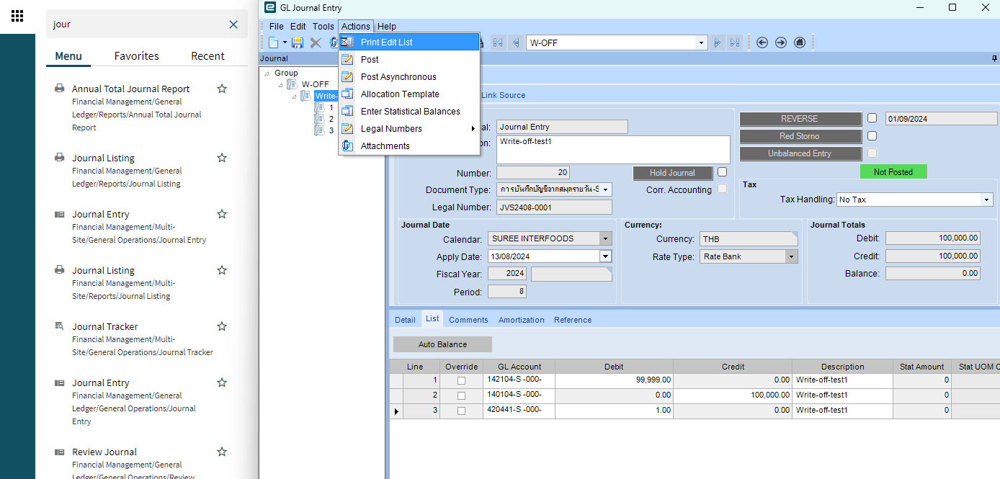 jour
Menu
Favorites
Recent
Annual Total Journal Report
Financial Management/General
Ledger/Reports/Annual Total Journal
Report
Journal Listing
Financial Management/General
Ledger/Reports/Journal Listing
Journal Entry
Financial Management/Multi-
Site/General Operations/Journal Entry
Journal Listing
Financial Management/Multi-
Site/Reports/Journal Listing
Journal Tracker
Financial Management/Multi-
Site/General Operations/Journal Tracker
Journal Entry
Financial Management/General
Ledger/General Operations/Journal
Entry
Review Journal
Financial Management/General
Ledger/General Operations/Review
GL Journal Entry
File Edit Tools Actions Help
W-OFF
Print Edit List
Post
Post Asynchronous
Allocation Template
Enter Statistical Balances
Legal Numbers
Attachments
Journal
Group
W-OFF
Write-
1
2
3
Link Source
al: Journal Entry
on: Write-off-test1
Number: 20
Document Type: การบันทึกบัญชีจากสมุดรายวัน-S
Legal Number: JVS2408-0001
Hold Journal
Corr. Accounting
REVERSE 01/09/2024
Red Storno
Unbalanced Entry
Not Posted
Tax
Tax Handling: No Tax
Journal Date
Calendar: SUREE INTERFOODS
Apply Date: 13/08/2024
Fiscal Year: 2024
Period: 8
Currency:
Currency: THB
Rate Type: Rate Bank
Journal Totals
Debit: 100,000.00
Credit: 100,000.00
Balance: 0.00
Detail List Comments Amortization Reference
Auto Balance
Line Override GL Account Debit Credit Description Stat Amount Stat UOM C
1 142104-S -000- 99,999.00 0.00 Write-off-test1 0
2 140104-S -000- 0.00 100,000.00 Write-off-test1 0
3 420441-S -000- 1.00 0.00 Write-off-test1 0